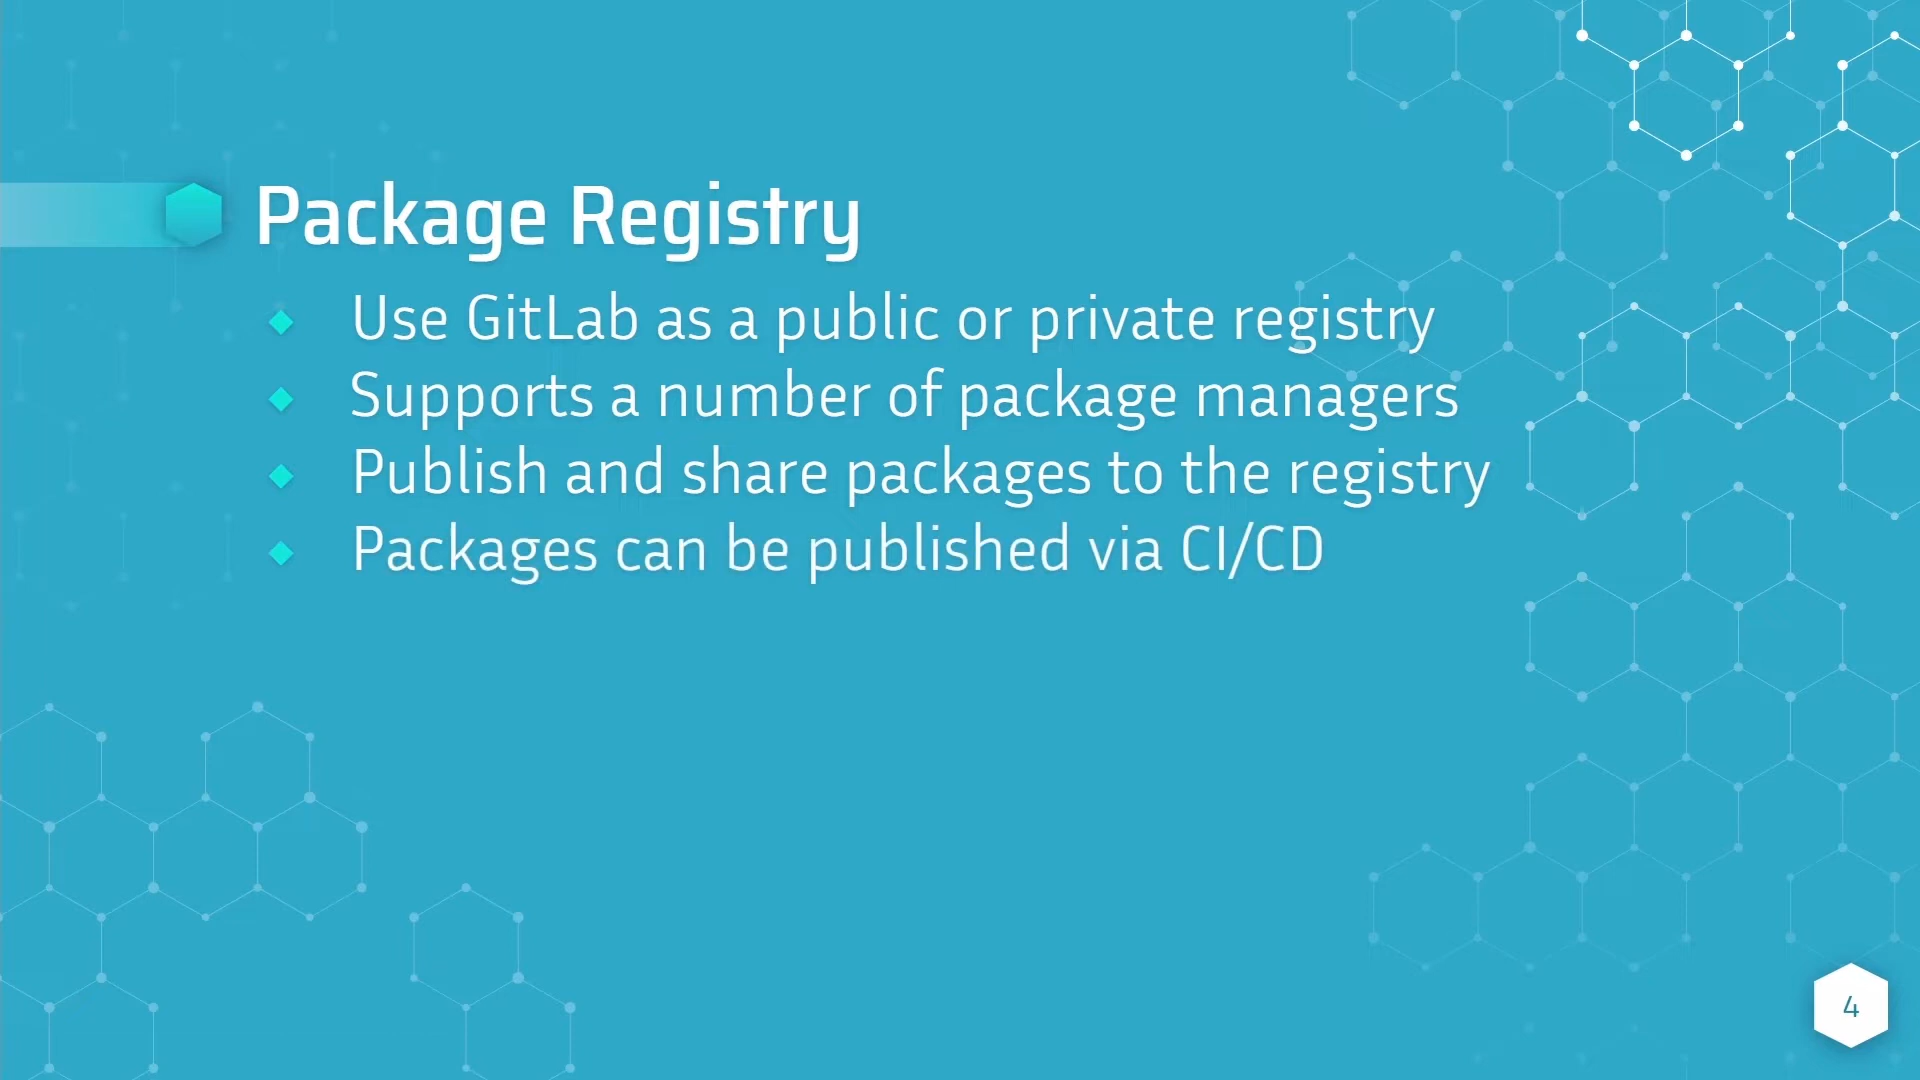 Package Registry
Use GitLab as a public or private registry
Supports a number of package managers
Publish and share packages to the registry
Packages can be published via CI/CD
4